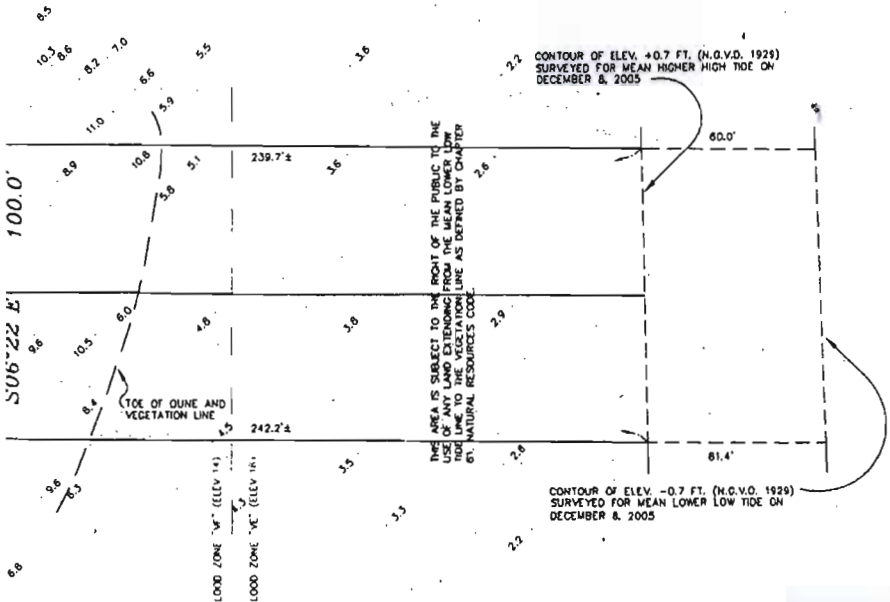 8.5
10.3
8.6
8.2
7.0
5.5
3.6
2.2
CONTOUR OF ELEV. +0.7 FT. (N.G.V.D. 1929)
SURVEYED FOR MEAN HIGHER HIGH TIDE ON
DECEMBER 8, 2005
6.6
5.9
11.0
60.0'
8.9
10.8
5.1
239.7'±
3.6
2.6
5.8
S06°22 E 100.0'
THIS AREA IS SUBJECT TO THE RIGHT OF THE PUBLIC TO THE
USE OF ANY LAND EXTENDING FROM THE MEAN LOWER LOW
TIDE LINE TO THE VEGETATION LINE AS DEFINED BY CHAPTER
61, NATURAL RESOURCES CODE.
6.0
4.8
3.8
2.9
9.6
10.5
TOE OF DUNE AND
VEGETATION LINE
8.4
4.5
242.2'±
81.4'
9.6
6.3
3.5
2.8
LOOD ZONE "VE" (ELEV 14)
LOOD ZONE "VE" (ELEV 16)
4.3
3.3
2.2
CONTOUR OF ELEV. -0.7 FT. (N.G.V.D. 1929)
SURVEYED FOR MEAN LOWER LOW TIDE ON
DECEMBER 8, 2005
6.8